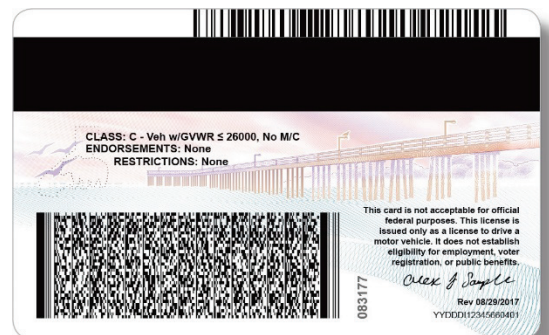 CLASS: C - Veh w/GVWR ≤ 26000, No M/C
ENDORSEMENTS: None
RESTRICTIONS: None
This card is not acceptable for official
federal purposes. This license is
issued only as a license to drive a
motor vehicle. It does not establish
eligibility for employment, voter
registration, or public benefits.
Alex J Sample
083177
Rev 08/29/2017
YYDDDI12345660401